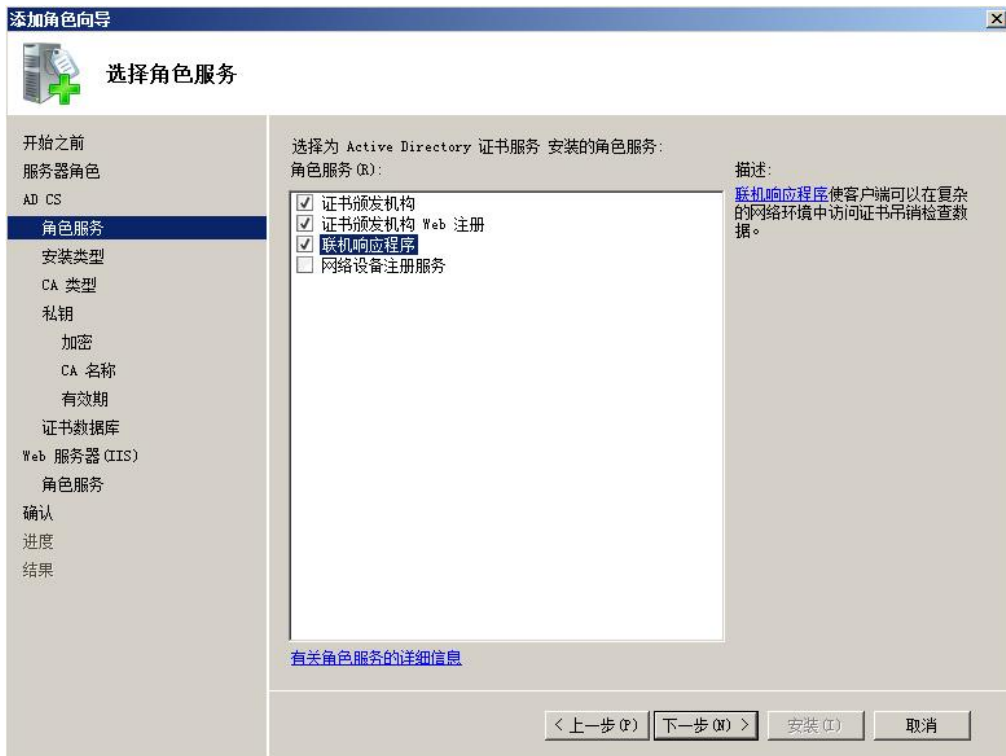 添加角色向导
选择角色服务
开始之前
服务器角色
AD CS
角色服务
安装类型
CA 类型
私钥
加密
CA 名称
有效期
证书数据库
Web 服务器(IIS)
角色服务
确认
进度
结果
选择为 Active Directory 证书服务 安装的角色服务:
角色服务(R):
证书颁发机构
证书颁发机构 Web 注册
联机响应程序
网络设备注册服务
有关角色服务的详细信息
描述:
联机响应程序使客户端可以在复杂
的网络环境中访问证书吊销检查数
据。
< 上一步(P)
下一步(N) >
安装(I)
取消